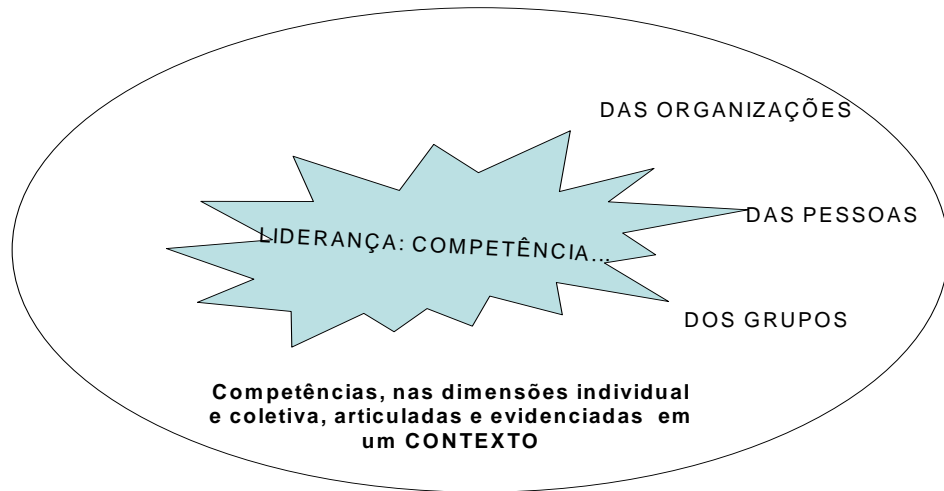 DAS ORGANIZAÇÕES
DAS PESSOAS
LIDERANÇA: COMPETÊNCIA...
DOS GRUPOS
Competências, nas dimensões individual
e coletiva, articuladas e evidenciadas em
um CONTEXTO